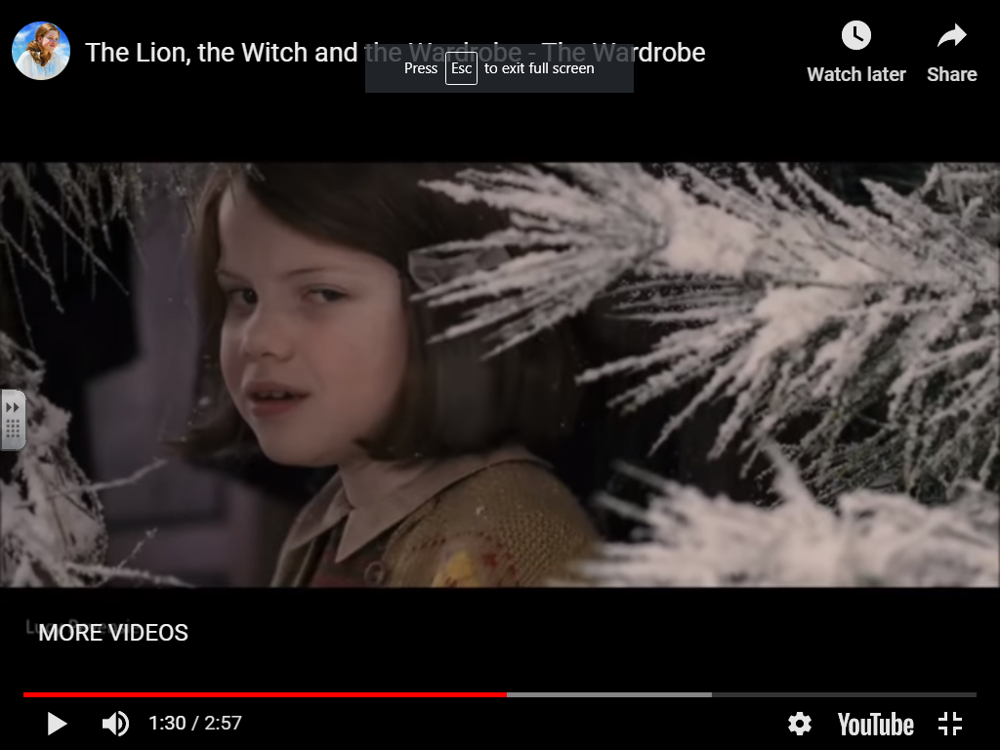 The Lion, the Witch and the Wardrobe - The Wardrobe
Press Esc to exit full screen
Watch later
Share
MORE VIDEOS
1:30 / 2:57
YouTube